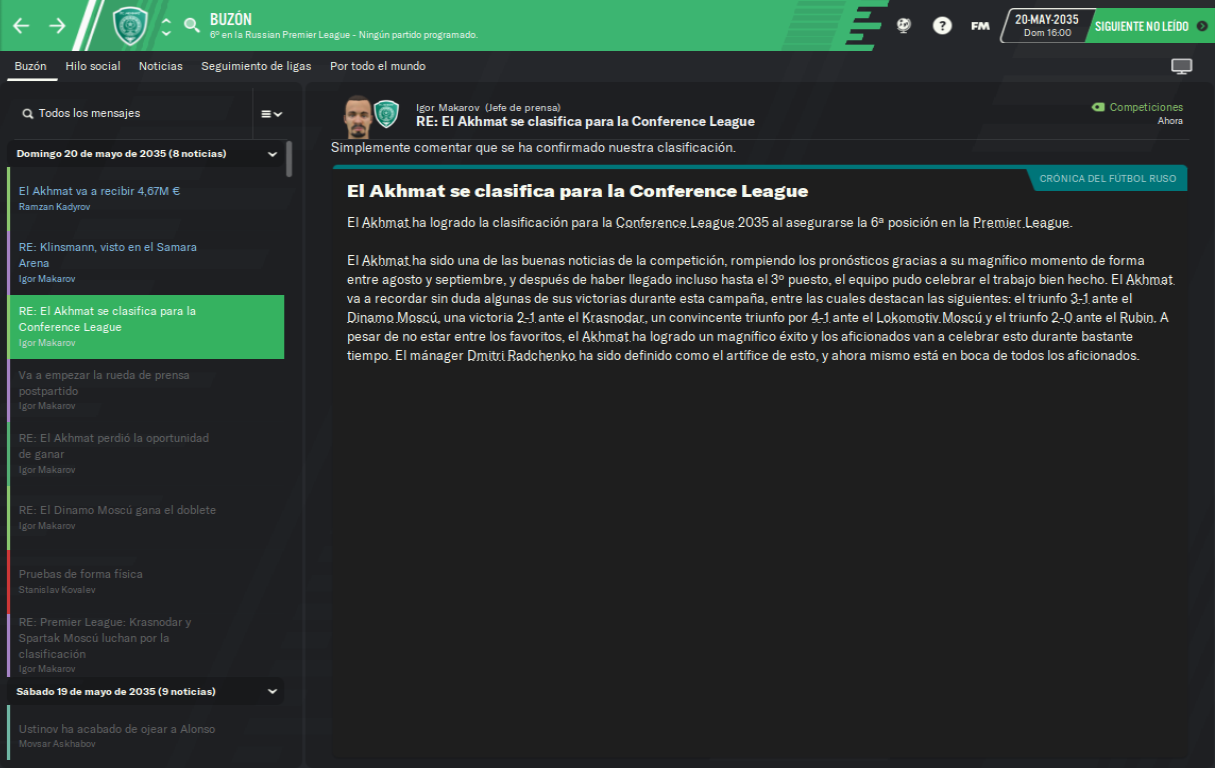 BUZÓN
6º en la Russian Premier League - Ningún partido programado.
FM
20-MAY-2035
Dom 16:00
SIGUIENTE NO LEÍDO
Buzón
Hilo social
Noticias
Seguimiento de ligas
Por todo el mundo
Todos los mensajes
Domingo 20 de mayo de 2035 (8 noticias)
El Akhmat va a recibir 4,67M €
Ramzan Kadyrov
RE: Klinsmann, visto en el Samara
Arena
Igor Makarov
RE: El Akhmat se clasifica para la
Conference League
Igor Makarov
Va a empezar la rueda de prensa
postpartido
Igor Makarov
RE: El Akhmat perdió la oportunidad
de ganar
Igor Makarov
RE: El Dinamo Moscú gana el doblete
Igor Makarov
Pruebas de forma física
Stanislav Kovalev
RE: Premier League: Krasnodar y
Spartak Moscú luchan por la
clasificación
Igor Makarov
Sábado 19 de mayo de 2035 (9 noticias)
Ustinov ha acabado de ojear a Alonso
Movsar Askhabov
Igor Makarov (Jefe de prensa)
RE: El Akhmat se clasifica para la Conference League
Competiciones
Ahora
Simplemente comentar que se ha confirmado nuestra clasificación.
CRÓNICA DEL FÚTBOL RUSO
El Akhmat se clasifica para la Conference League
El Akhmat ha logrado la clasificación para la Conference League 2035 al asegurarse la 6ª posición en la Premier League.
El Akhmat ha sido una de las buenas noticias de la competición, rompiendo los pronósticos gracias a su magnífico momento de forma
entre agosto y septiembre, y después de haber llegado incluso hasta el 3º puesto, el equipo pudo celebrar el trabajo bien hecho. El Akhmat
va a recordar sin duda algunas de sus victorias durante esta campaña, entre las cuales destacan las siguientes: el triunfo 3-1 ante el
Dinamo Moscú, una victoria 2-1 ante el Krasnodar, un convincente triunfo por 4-1 ante el Lokomotiv Moscú y el triunfo 2-0 ante el Rubin. A
pesar de no estar entre los favoritos, el Akhmat ha logrado un magnífico éxito y los aficionados van a celebrar esto durante bastante
tiempo. El mánager Dmitri Radchenko ha sido definido como el artífice de esto, y ahora mismo está en boca de todos los aficionados.